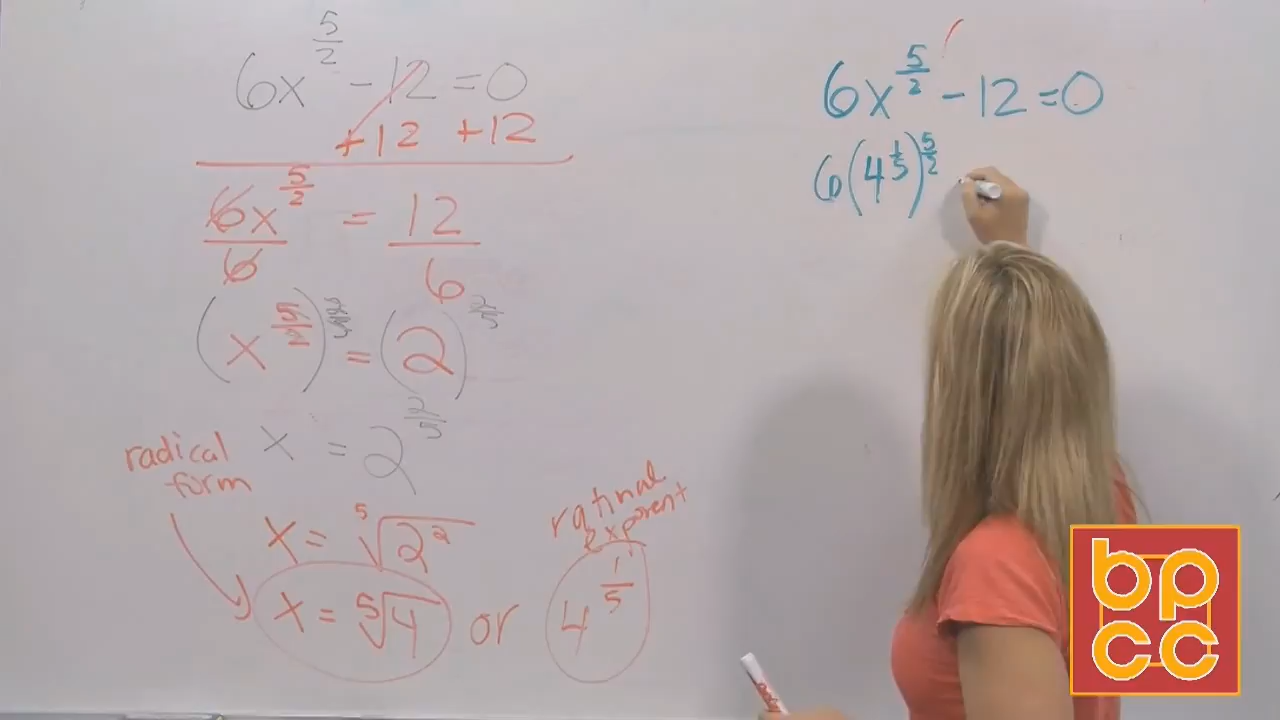 6x^(5/2) - 12 = 0
+12 +12
6x^(5/2) = 12
6 6
(x^(5/2))^(2/5) = (2)^(2/5)
x = 2^(2/5)
radical form
x = ⁵√2²
x = ⁵√4 or 4^(1/5)
rational exponent
6x^(5/2) - 12 = 0
6(4^(1/5))^(5/2)
bp
cc